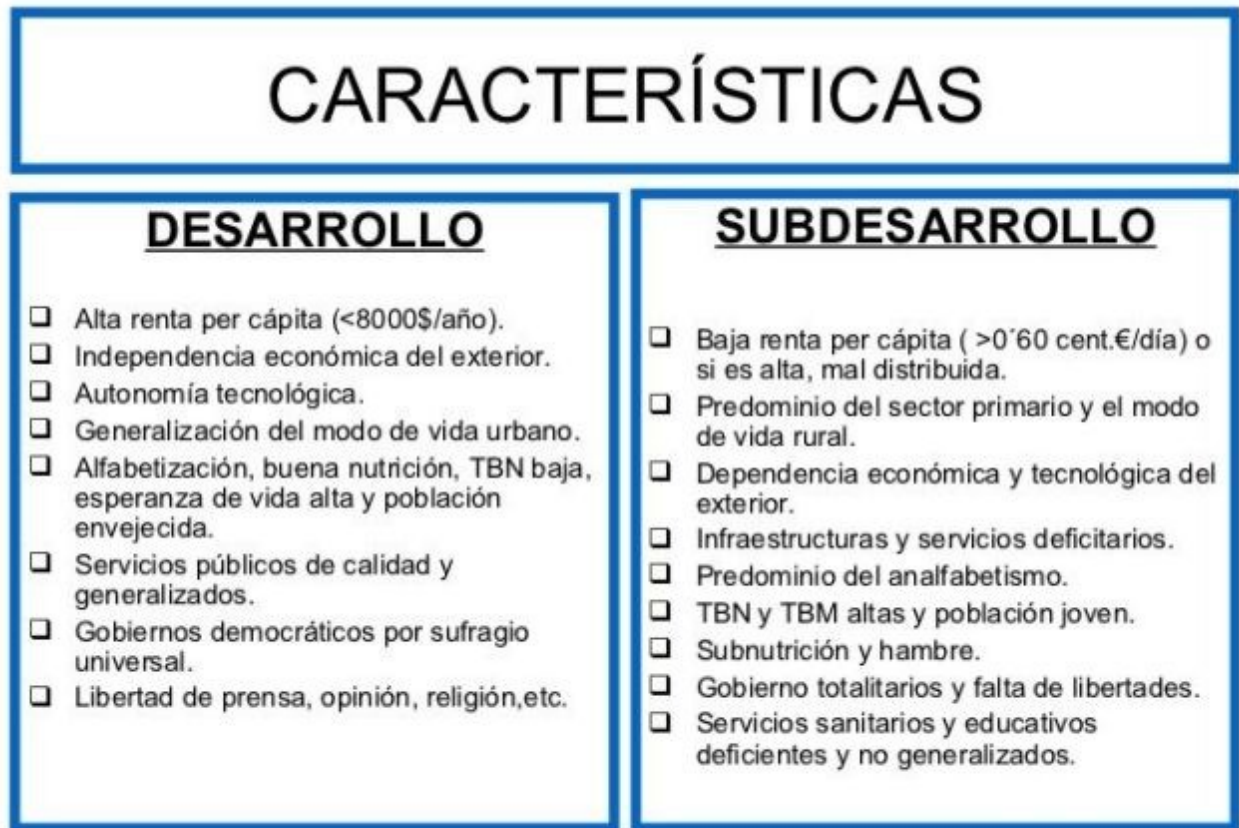 CARACTERÍSTICAS
DESARROLLO
❑ Alta renta per cápita (<8000$/año).
❑ Independencia económica del exterior.
❑ Autonomía tecnológica.
❑ Generalización del modo de vida urbano.
❑ Alfabetización, buena nutrición, TBN baja,
esperanza de vida alta y población
envejecida.
❑ Servicios públicos de calidad y
generalizados.
❑ Gobiernos democráticos por sufragio
universal.
❑ Libertad de prensa, opinión, religión,etc.
SUBDESARROLLO
❑ Baja renta per cápita ( >0´60 cent.€/día) o
si es alta, mal distribuida.
❑ Predominio del sector primario y el modo
de vida rural.
❑ Dependencia económica y tecnológica del
exterior.
❑ Infraestructuras y servicios deficitarios.
❑ Predominio del analfabetismo.
❑ TBN y TBM altas y población joven.
❑ Subnutrición y hambre.
❑ Gobierno totalitarios y falta de libertades.
❑ Servicios sanitarios y educativos
deficientes y no generalizados.